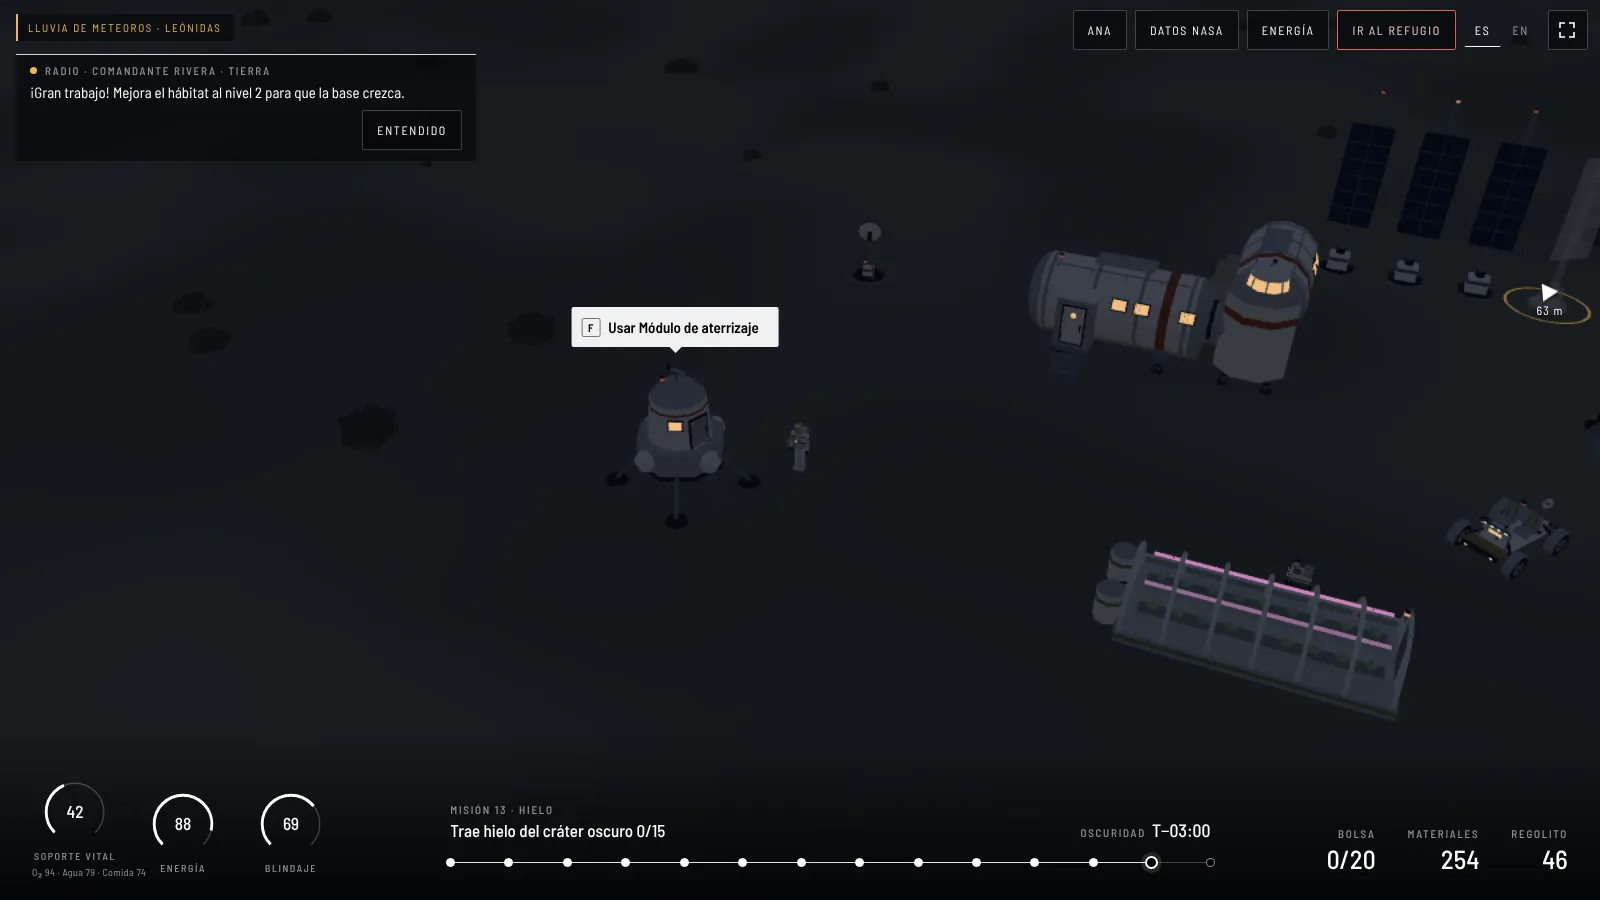 LLUVIA DE METEOROS · LEÓNIDAS
ANA
DATOS NASA
ENERGÍA
IR AL REFUGIO
ES
EN
RADIO · COMANDANTE RIVERA · TIERRA
¡Gran trabajo! Mejora el hábitat al nivel 2 para que la base crezca.
ENTENDIDO
63 m
F Usar Módulo de aterrizaje
42
SOPORTE VITAL
O₂ 94 · Agua 79 · Comida 74
88
ENERGÍA
69
BLINDAJE
MISIÓN 13 · HIELO
Trae hielo del cráter oscuro 0/15
OSCURIDAD T−03:00
BOLSA
0/20
MATERIALES
254
REGOLITO
46